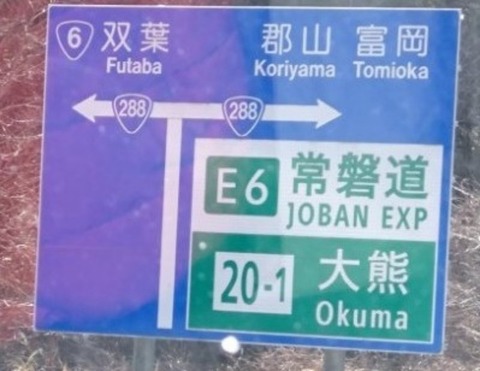 6 双葉 郡山 富岡
Futaba Koriyama Tomioka
288 288
E6 常磐道
JOBAN EXP
20-1 大熊
Okuma